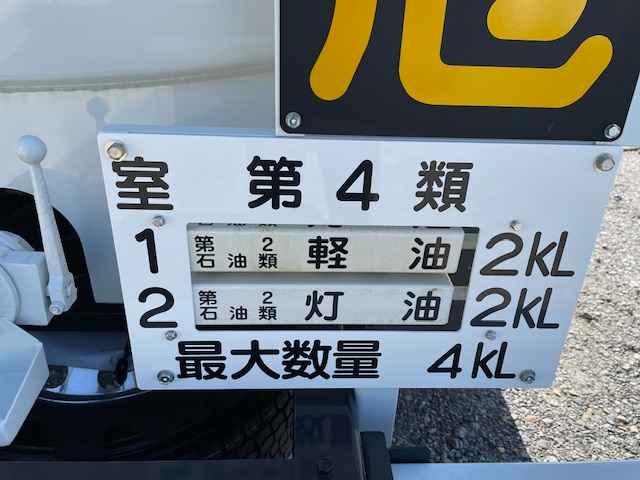 危
室 第4類
1 第2石油類 軽油 2kL
2 第2石油類 灯油 2kL
最大数量 4kL